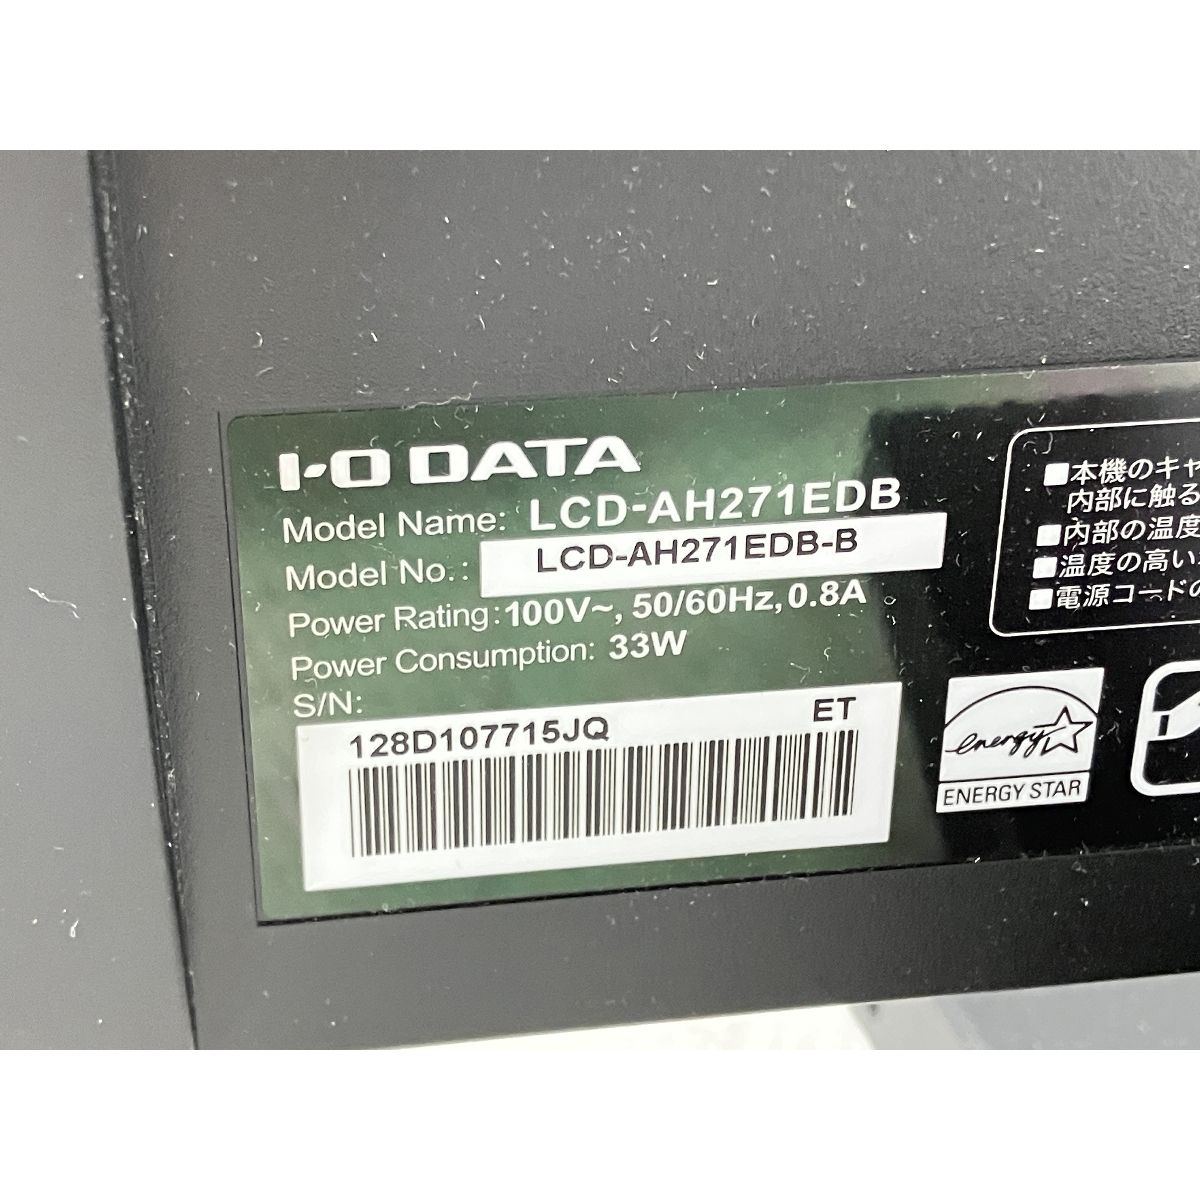 I-O DATA
Model Name: LCD-AH271EDB
Model No.: LCD-AH271EDB-B
Power Rating: 100V~, 50/60Hz, 0.8A
Power Consumption: 33W
S/N:
128D107715JQ ET
energy
ENERGY STAR
■本機のキャ
内部に触る
■内部の温度
■温度の高い
■電源コードの